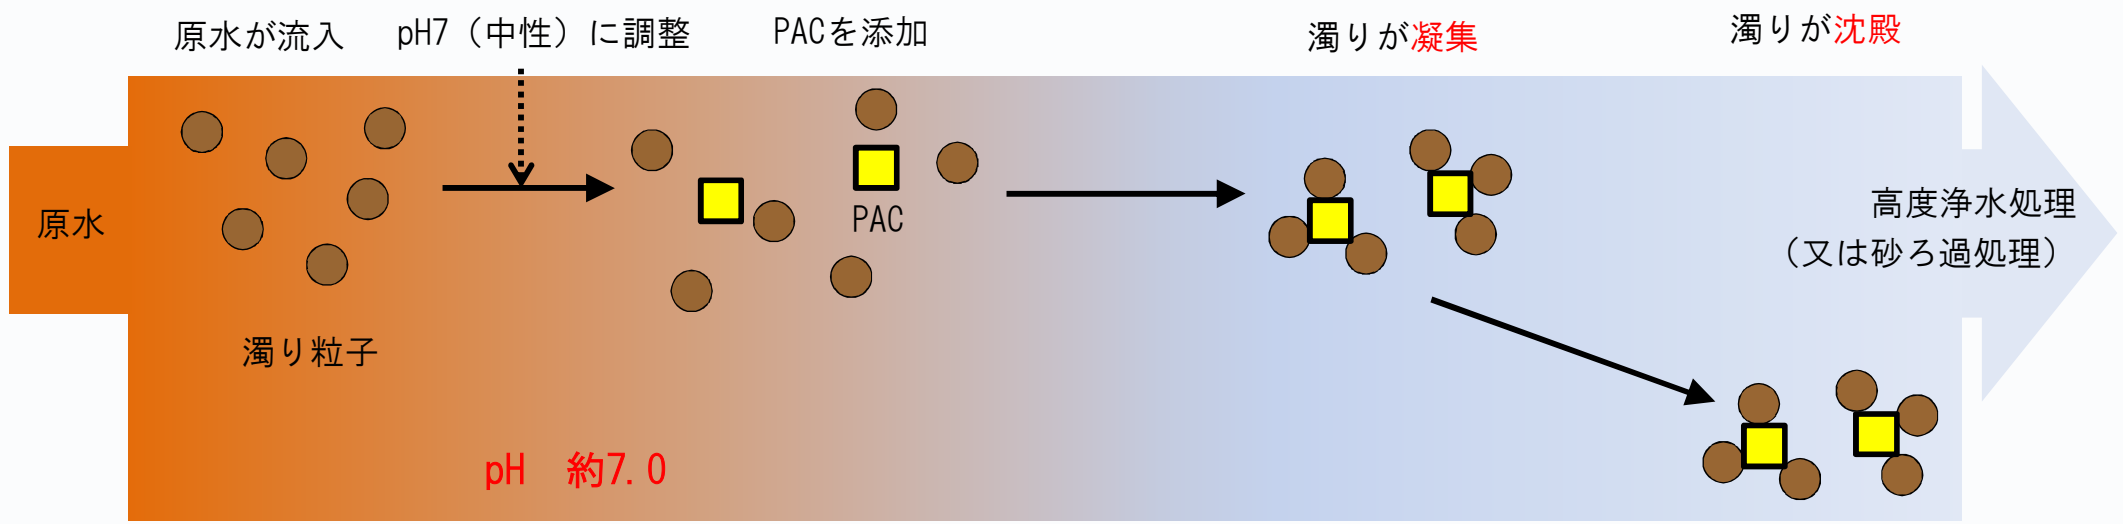 原水が流入
pH7（中性）に調整
PACを添加
濁りが凝集
濁りが沈殿
原水
PAC
高度浄水処理
（又は砂ろ過処理）
濁り粒子
pH　約7.0